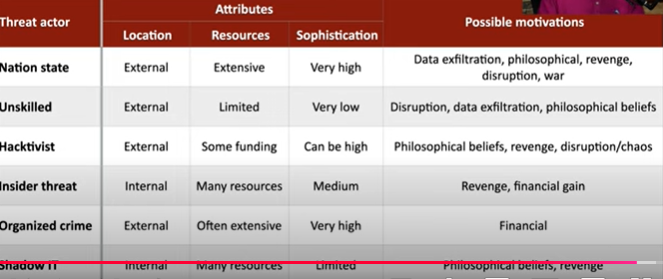 Threat actor Attributes Possible motivations
Location Resources Sophistication
Nation state External Extensive Very high Data exfiltration, philosophical, revenge,
disruption, war
Unskilled External Limited Very low Disruption, data exfiltration, philosophical beliefs
Hacktivist External Some funding Can be high Philosophical beliefs, revenge, disruption/chaos
Insider threat Internal Many resources Medium Revenge, financial gain
Organized crime External Often extensive Very high Financial
Shadow IT Internal Many resources Limited Philosophical beliefs, revenge